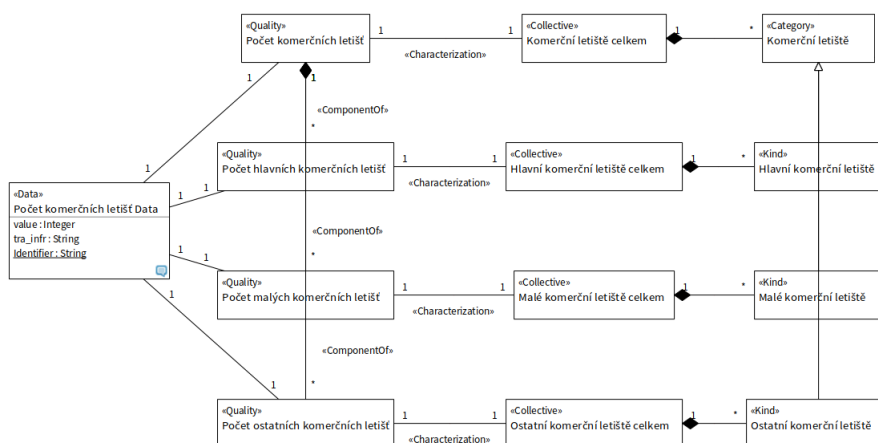 «Quality»
Počet komerčních letišť
1
1
«Characterization»
«Collective»
Komerční letiště celkem
1
*
«Category»
Komerční letiště
1
1
«ComponentOf»
*
1
«Quality»
Počet hlavních komerčních letišť
1
1
«Characterization»
«Collective»
Hlavní komerční letiště celkem
1
*
«Kind»
Hlavní komerční letiště
«Data»
Počet komerčních letišť Data
value : Integer
tra_infr : String
Identifier : String
1
1
«ComponentOf»
*
1
1
«Quality»
Počet malých komerčních letišť
1
1
«Characterization»
«Collective»
Malé komerční letiště celkem
1
*
«Kind»
Malé komerční letiště
1
«ComponentOf»
1
*
«Quality»
Počet ostatních komerčních letišť
1
1
«Characterization»
«Collective»
Ostatní komerční letiště celkem
1
*
«Kind»
Ostatní komerční letiště